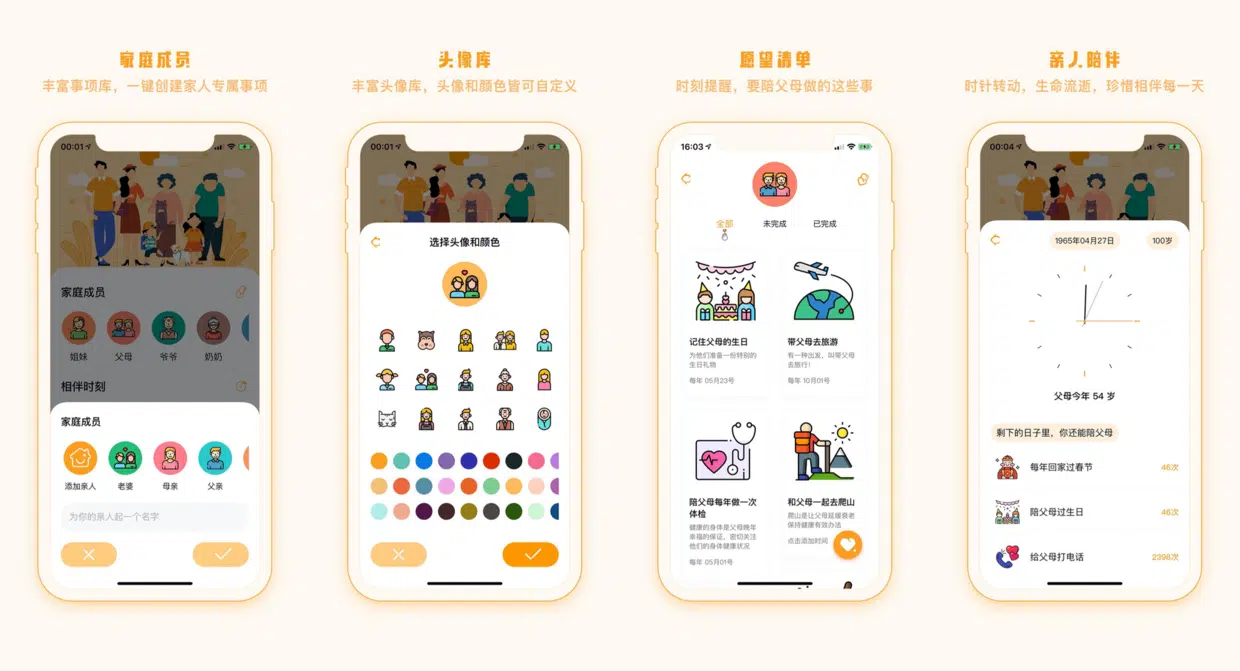 家庭成员
丰富事项库，一键创建家人专属事项
00:01
家庭成员
姐妹
父母
爷爷
奶奶
相伴时刻
家庭成员
添加亲人
老婆
母亲
父亲
为你的亲人起一个名字
头像库
丰富头像库，头像和颜色皆可自定义
00:01
选择头像和颜色
愿望清单
时刻提醒，要陪父母做的这些事
16:03
全部
未完成
已完成
记住父母的生日
为他们准备一份特别的
生日礼物
每年 05月23号
带父母去旅游
有一种出发，叫带父母
去旅行！
每年 10月01号
陪父母每年做一次
体检
健康的身体是父母晚年
幸福的保证，密切关注
他们的身体健康状况
每年 05月01号
和父母一起去爬山
爬山是让父母延缓衰老
保持健康有效办法
点击添加时间
亲人陪伴
时针转动，生命流逝，珍惜相伴每一天
00:04
1965年04月27日
100岁
父母今年 54 岁
剩下的日子里，你还能陪父母
每年回家过春节
46次
陪父母过生日
46次
给父母打电话
2398次